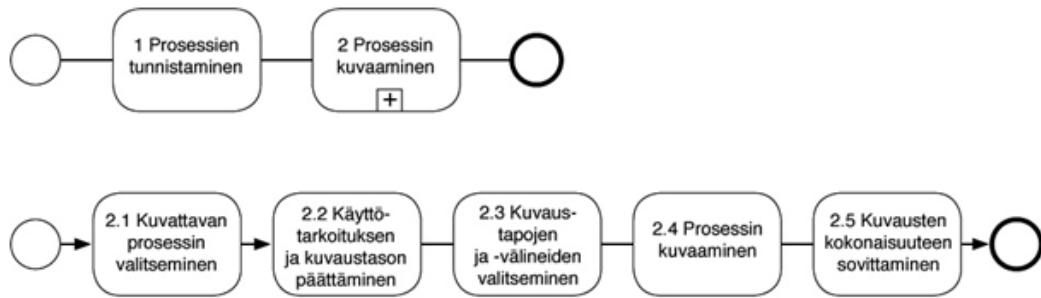 1 Prosessien
tunnistaminen
2 Prosessin
kuvaaminen
+
2.1 Kuvattavan
prosessin
valitseminen
2.2 Käyttö-
tarkoituksen
ja kuvaustason
päättäminen
2.3 Kuvaus-
tapojen
ja -välineiden
valitseminen
2.4 Prosessin
kuvaaminen
2.5 Kuvausten
kokonaisuuteen
sovittaminen